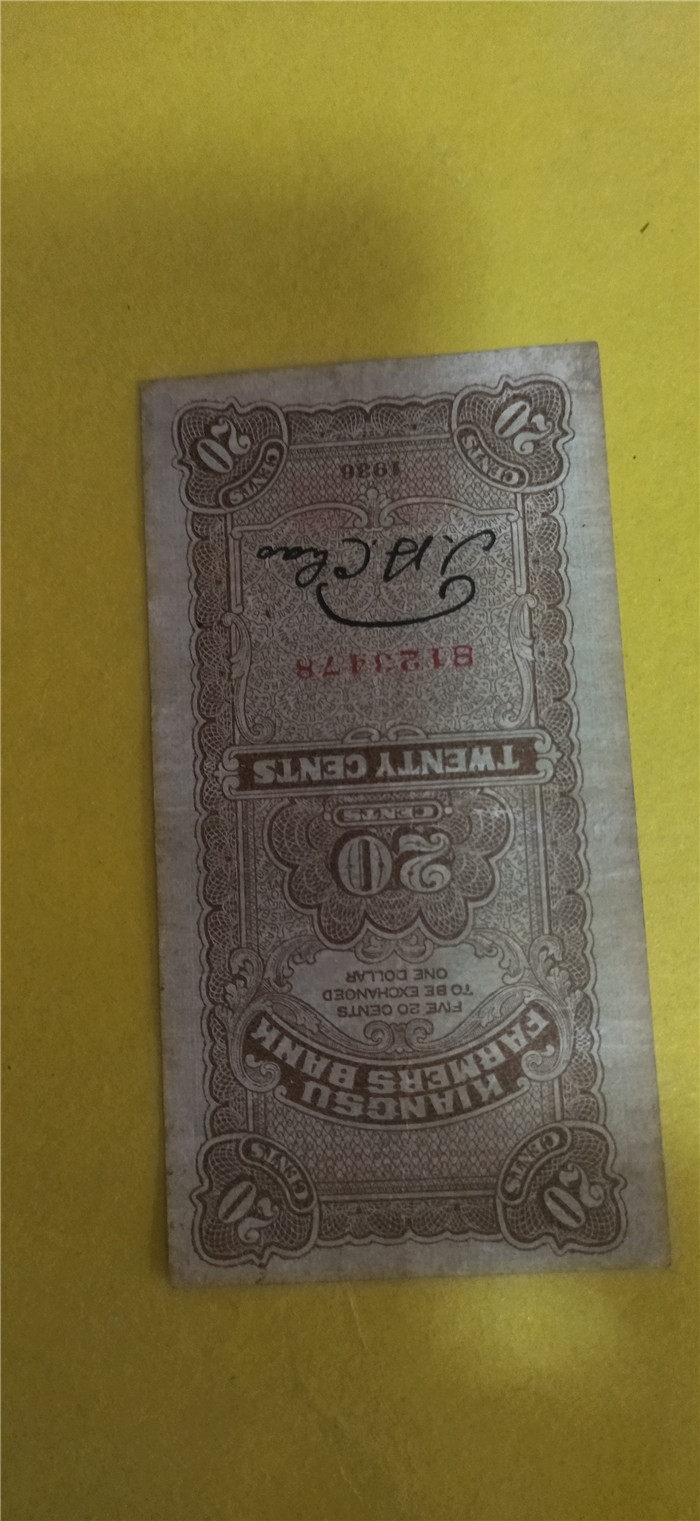 20 CENTS
20 CENTS
KIANGSU
FARMERS BANK
FIVE 20 CENTS
TO BE EXCHANGED
ONE DOLLAR
20
CENTS
TWENTY CENTS
B123478
J. H. Chao
1936
20 CENTS
20 CENTS